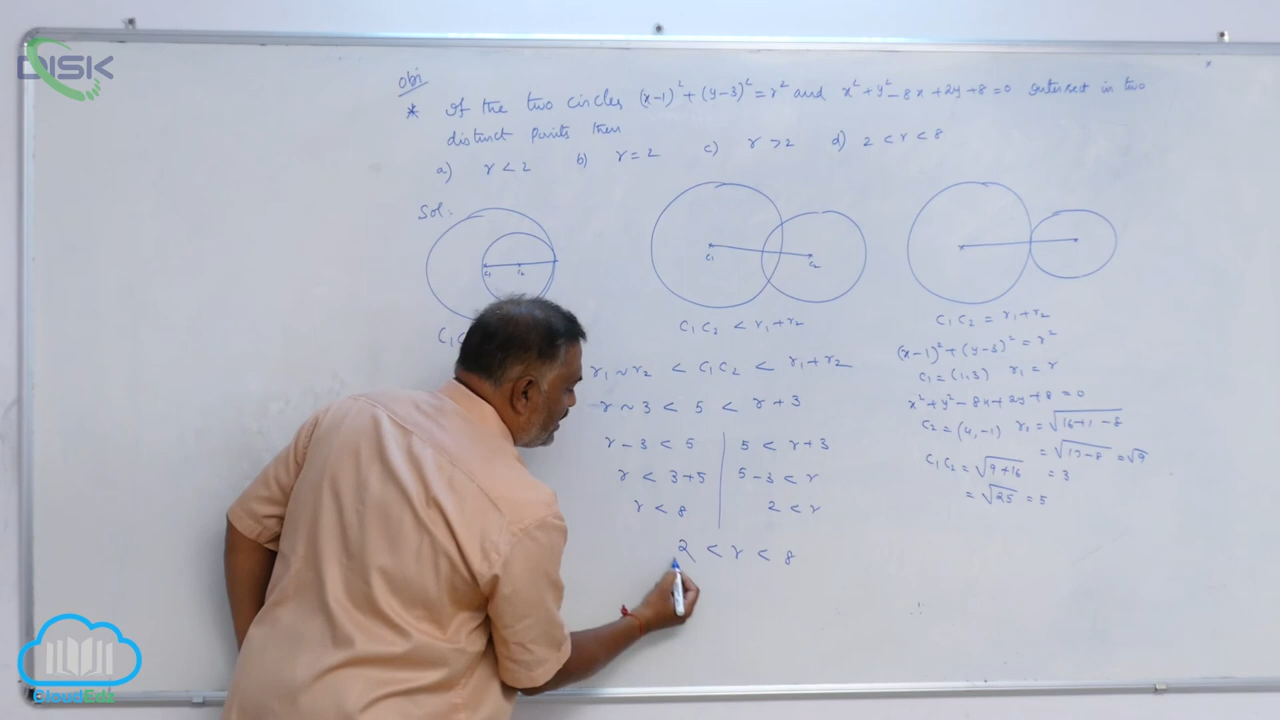 DISK
obj
* If the two circles (x-1)² + (y-3)² = r² and x² + y² - 8x + 2y + 8 = 0 intersect in two
distinct points then
a) r < 2 b) r = 2 c) r > 2 d) 2 < r < 8
Sol:
C₁ C₂
C₁ C₂
C₁C
C₁C₂ < r₁+r₂
C₁C₂ = r₁+r₂
r₁ ~ r₂ < C₁C₂ < r₁+r₂
r ~ 3 < 5 < r+3
r - 3 < 5
r < 3+5
r < 8
5 < r+3
5-3 < r
2 < r
2 < r < 8
(x-1)² + (y-3)² = r²
C₁ = (1,3) r₁ = r
x² + y² - 8x + 2y + 8 = 0
C₂ = (4,-1) r₂ = √16+1-8
= √17-8 = √9
= 3
C₁C₂ = √9+16
= √25 = 5
CloudEdz